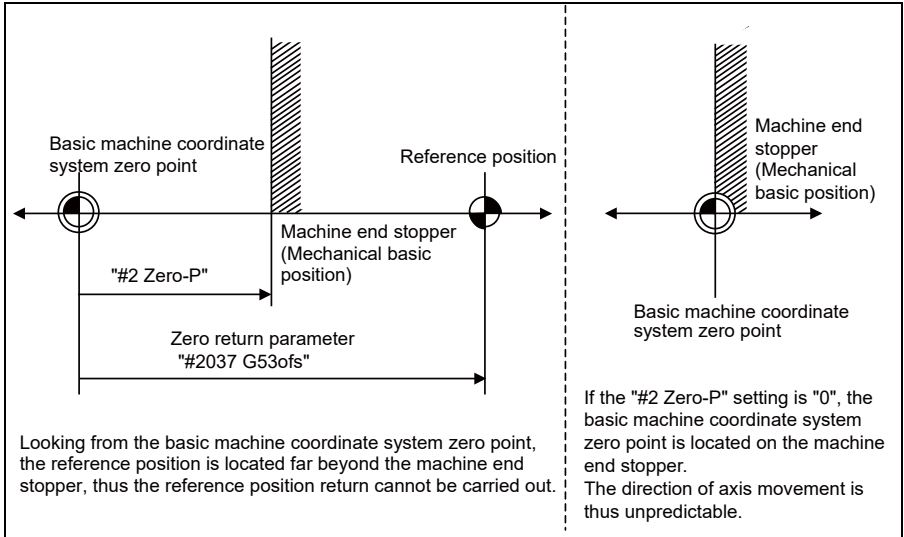 Basic machine coordinate
system zero point
Reference position
Machine end stopper
(Mechanical basic
position)
"#2 Zero-P"
Zero return parameter
"#2037 G53ofs"
Looking from the basic machine coordinate system zero point,
the reference position is located far beyond the machine end
stopper, thus the reference position return cannot be carried out.
Machine end
stopper
(Mechanical
basic position)
Basic machine coordinate
system zero point
If the "#2 Zero-P" setting is "0", the
basic machine coordinate system
zero point is located on the machine
end stopper.
The direction of axis movement is
thus unpredictable.